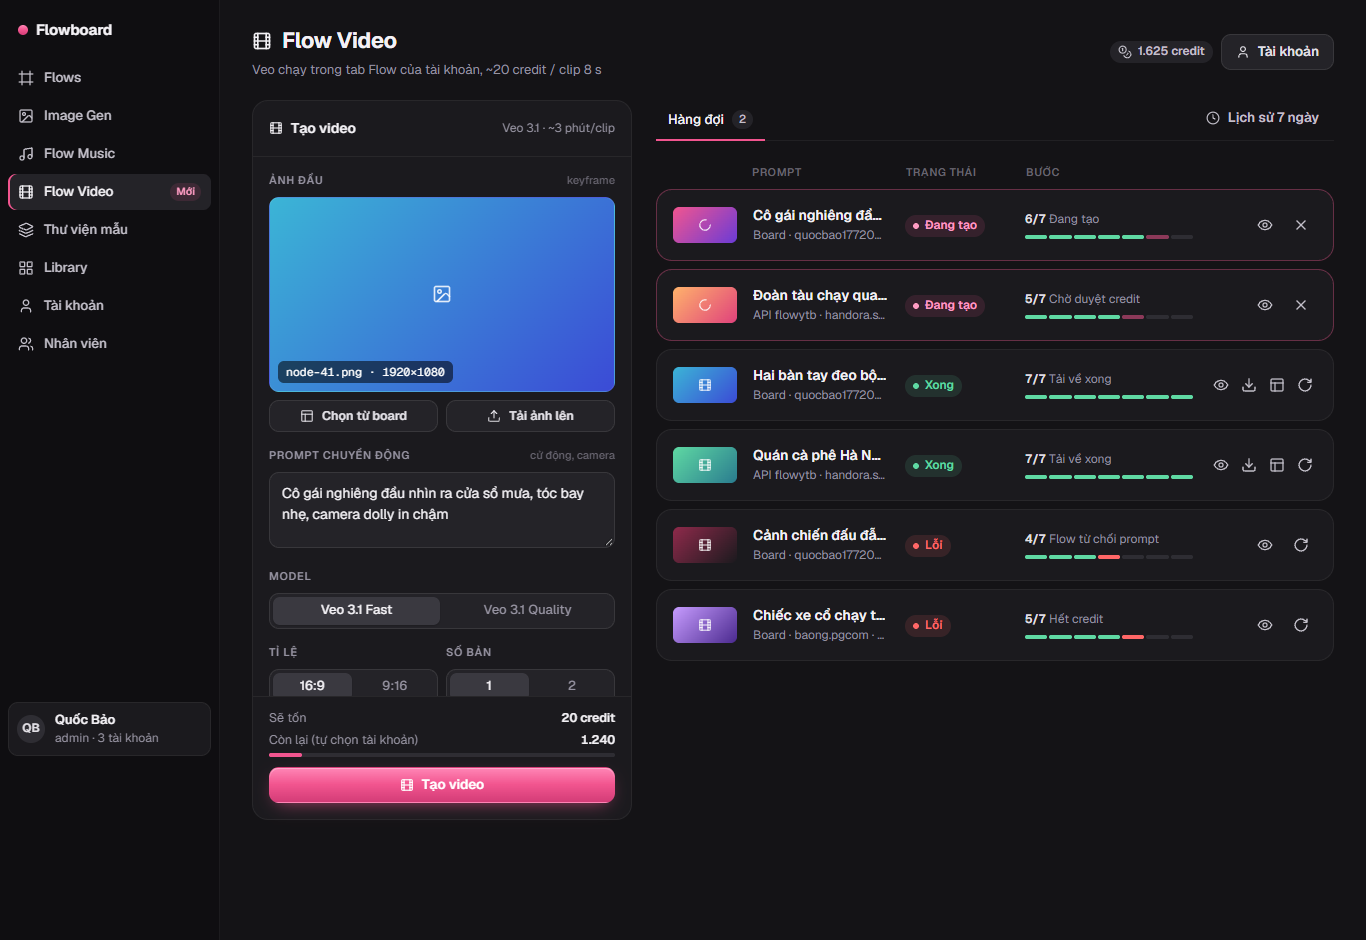 Flowboard
Flows
Image Gen
Flow Music
Flow Video
Mới
Thư viện mẫu
Library
Tài khoản
Nhân viên
QB
Quốc Bảo
admin · 3 tài khoản
Flow Video
Veo chạy trong tab Flow của tài khoản, ~20 credit / clip 8 s
1.625 credit
Tài khoản
Tạo video
Veo 3.1 · ~3 phút/clip
ẢNH ĐẦU
keyframe
node-41.png · 1920×1080
Chọn từ board
Tải ảnh lên
PROMPT CHUYỂN ĐỘNG
cử động, camera
Cô gái nghiêng đầu nhìn ra cửa sổ mưa, tóc bay
nhẹ, camera dolly in chậm
MODEL
Veo 3.1 Fast
Veo 3.1 Quality
TỈ LỆ
SỐ BẢN
16:9
9:16
1
2
Sẽ tốn
20 credit
Còn lại (tự chọn tài khoản)
1.240
Tạo video
Hàng đợi
2
Lịch sử 7 ngày
PROMPT
TRẠNG THÁI
BƯỚC
Cô gái nghiêng đầ...
Board · quocbao17720...
Đang tạo
6/7 Đang tạo
Đoàn tàu chạy qua...
API flowytb · handora.s...
Đang tạo
5/7 Chờ duyệt credit
Hai bàn tay đeo bộ...
Board · quocbao17720...
Xong
7/7 Tải về xong
Quán cà phê Hà N...
API flowytb · handora.s...
Xong
7/7 Tải về xong
Cảnh chiến đấu đẫ...
Board · quocbao17720...
Lỗi
4/7 Flow từ chối prompt
Chiếc xe cổ chạy t...
Board · baong.pgcom · ...
Lỗi
5/7 Hết credit